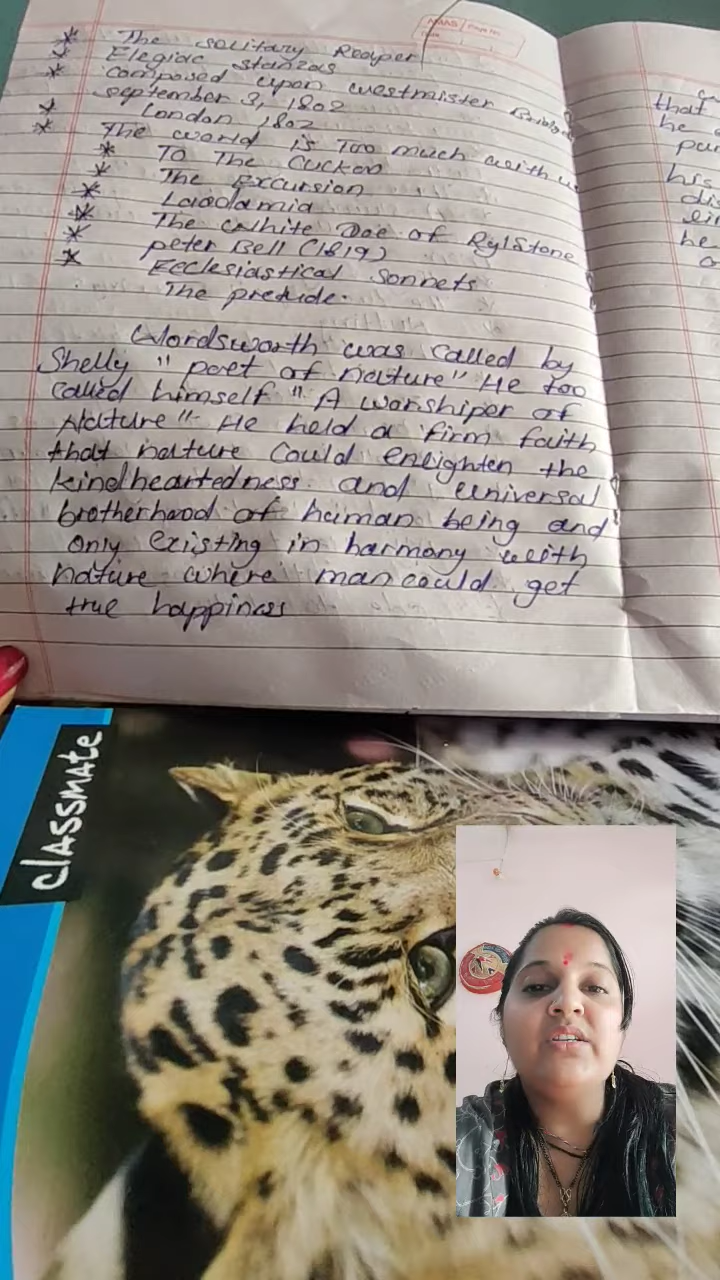 * The solitary Reaper
* Elegiac stanzas
* composed upon westmister Bridge
september 3, 1802
* London 1802
* The world is Too much with us
* To The Cuckoo
* The Excursion
* Laodamia
* The White Doe of RylStone
* peter Bell (1819)
* Ecclesiastical Sonnets
The prelude.
Wordsworth was called by
Shelly " poet of nature" He too
called himself " A worshiper of
Nature" He held a firm faith
that nature could enlighten the
kindheartedness and universal
brotherhood of human being and
only existing in harmony with
nature where man could get
true happiness
that
he
pu
his
di
he
classmate